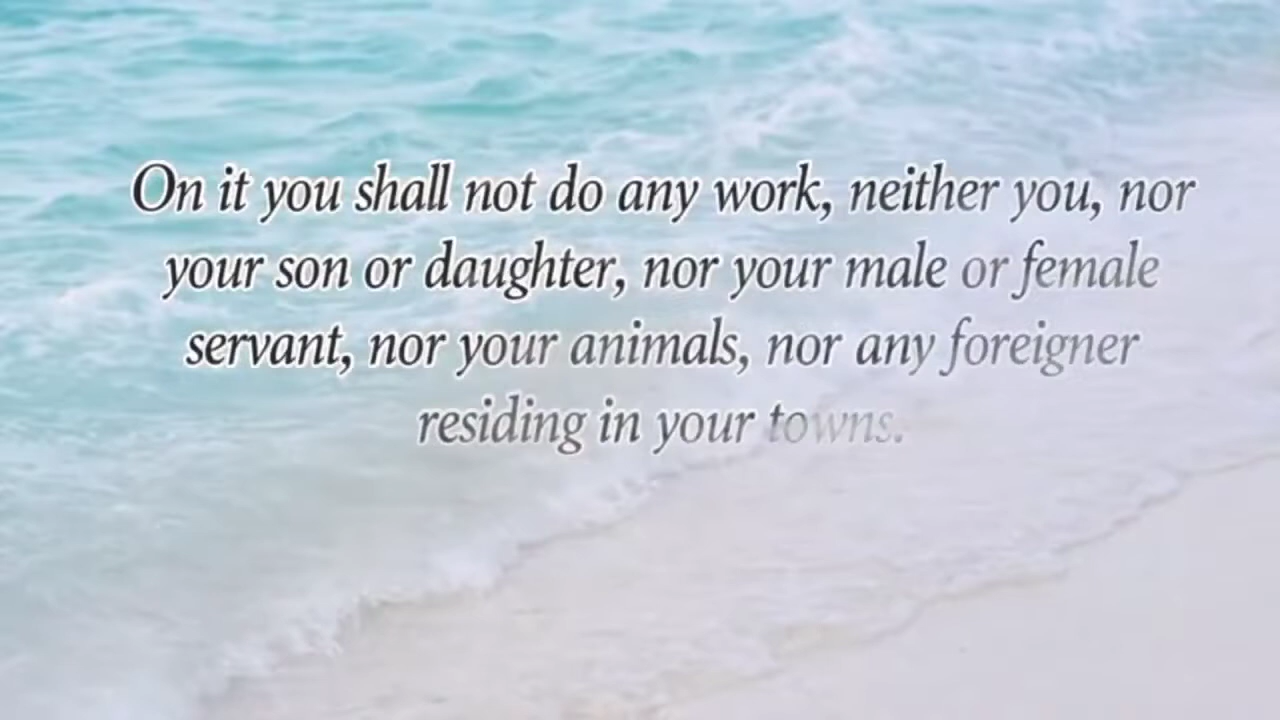 On it you shall not do any work, neither you, nor
your son or daughter, nor your male or female
servant, nor your animals, nor any foreigner
residing in your towns.